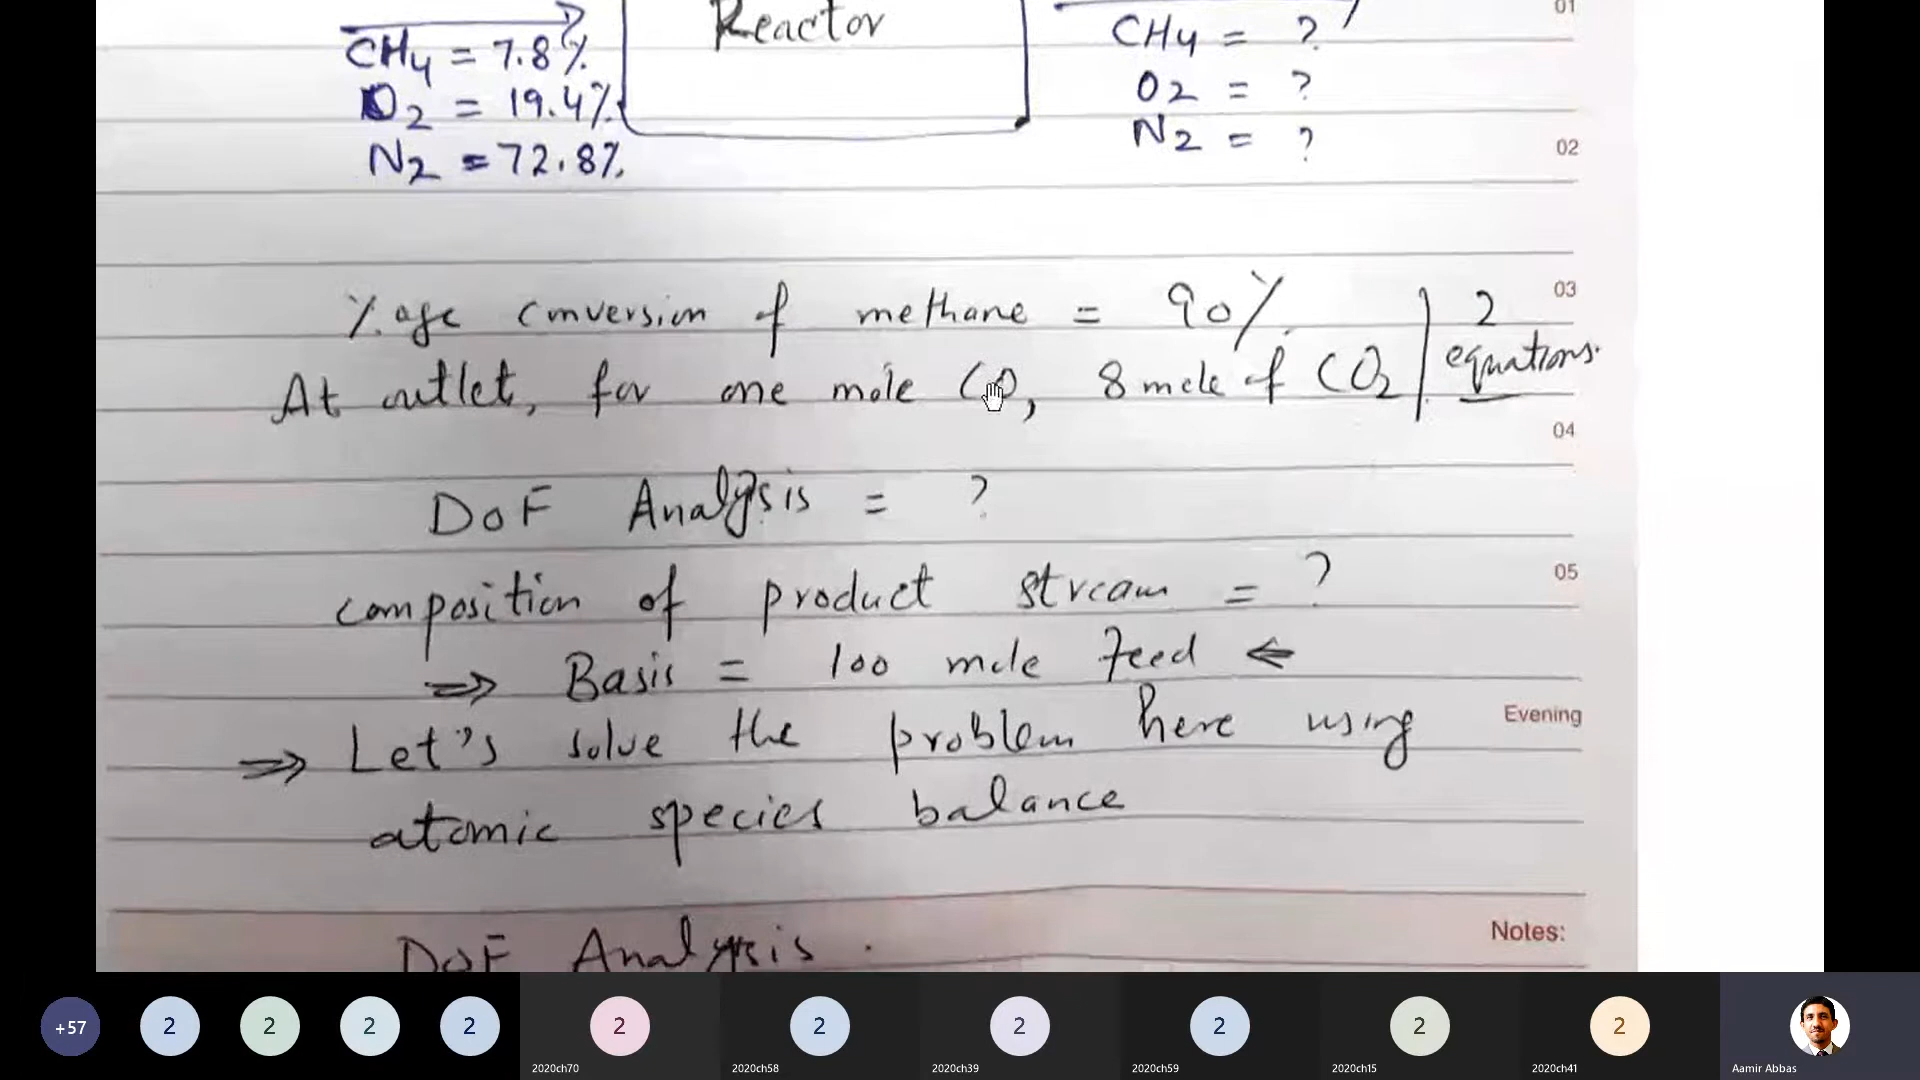 Reactor
01
CH4 = 7.8%
CH4 = ?
O2 = 19.4%
O2 = ?
N2 = 72.8%
N2 = ?
02
03
%age conversion of methane = 90%
2
At outlet, for one mole CO, 8 mole of CO2
equations.
04
DoF Analysis = ?
05
composition of product stream = ?
⇒ Basis = 100 mole feed ⇐
Evening
⇒ Let's solve the problem here using
atomic species balance
Notes:
DoF Analysis.
+57
2
2
2
2
2
2
2
2
2
2
2020ch70
2020ch58
2020ch39
2020ch59
2020ch15
2020ch41
Aamir Abbas